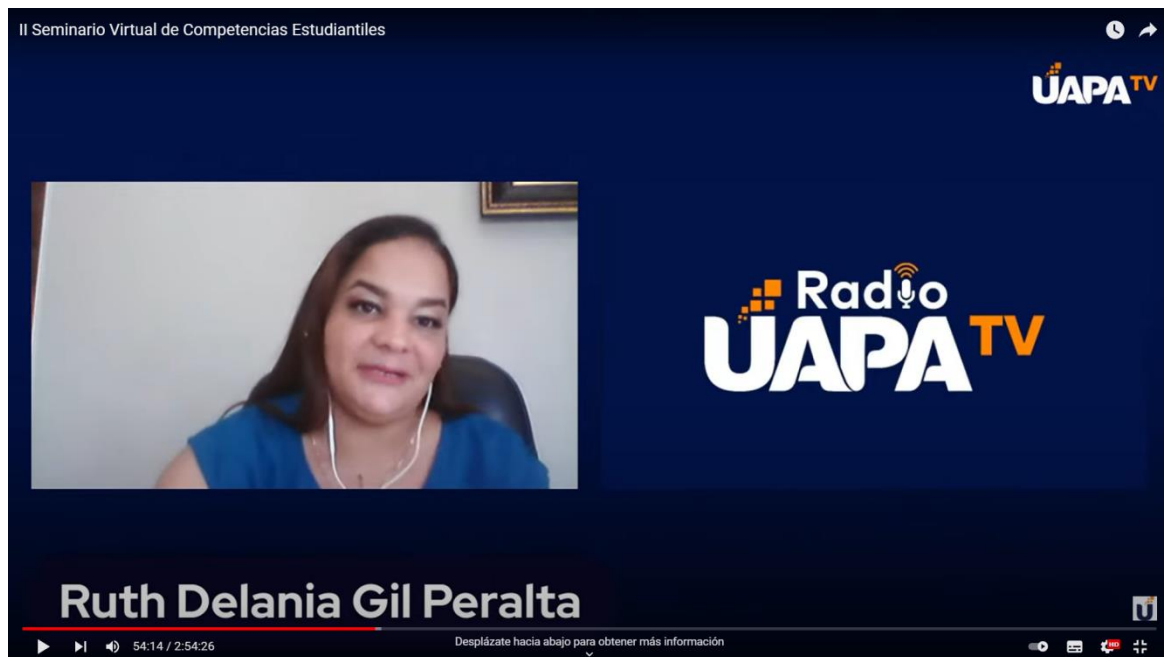 II Seminario Virtual de Competencias Estudiantiles
UAPA TV
Radio
UAPA TV
Ruth Delania Gil Peralta
54:14 / 2:54:26
Desplázate hacia abajo para obtener más información
HD